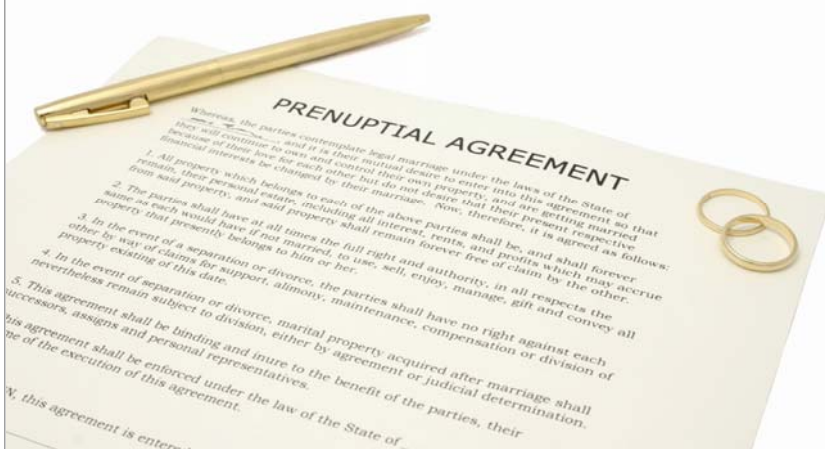 PRENUPTIAL AGREEMENT
Whereas, the parties contemplate legal marriage under the laws of the State of
and it is their mutual desire to enter into this agreement so that
they will continue to own and control their own property, and are getting married
because of their love for each other but do not desire that their present respective
financial interests be changed by their marriage. Now, therefore, it is agreed as follows:
1. All property which belongs to each of the above parties shall be, and shall forever
remain, their personal estate, including all interest, rents, and profits which may accrue
from said property, and said property shall remain forever free of claim by the other.
2. The parties shall have at all times the full right and authority, in all respects the
same as each would have if not married, to use, sell, enjoy, manage, gift and convey all
property that presently belongs to him or her.
3. In the event of a separation or divorce, the parties shall have no right against each
other by way of claims for support, alimony, maintenance, compensation or division of
property existing of this date.
4. In the event of separation or divorce, marital property acquired after marriage shall
nevertheless remain subject to division, either by agreement or judicial determination.
5. This agreement shall be binding and inure to the benefit of the parties, their
successors, assigns and personal representatives.
his agreement shall be enforced under the law of the State of
me of the execution of this agreement.
N, this agreement is entered